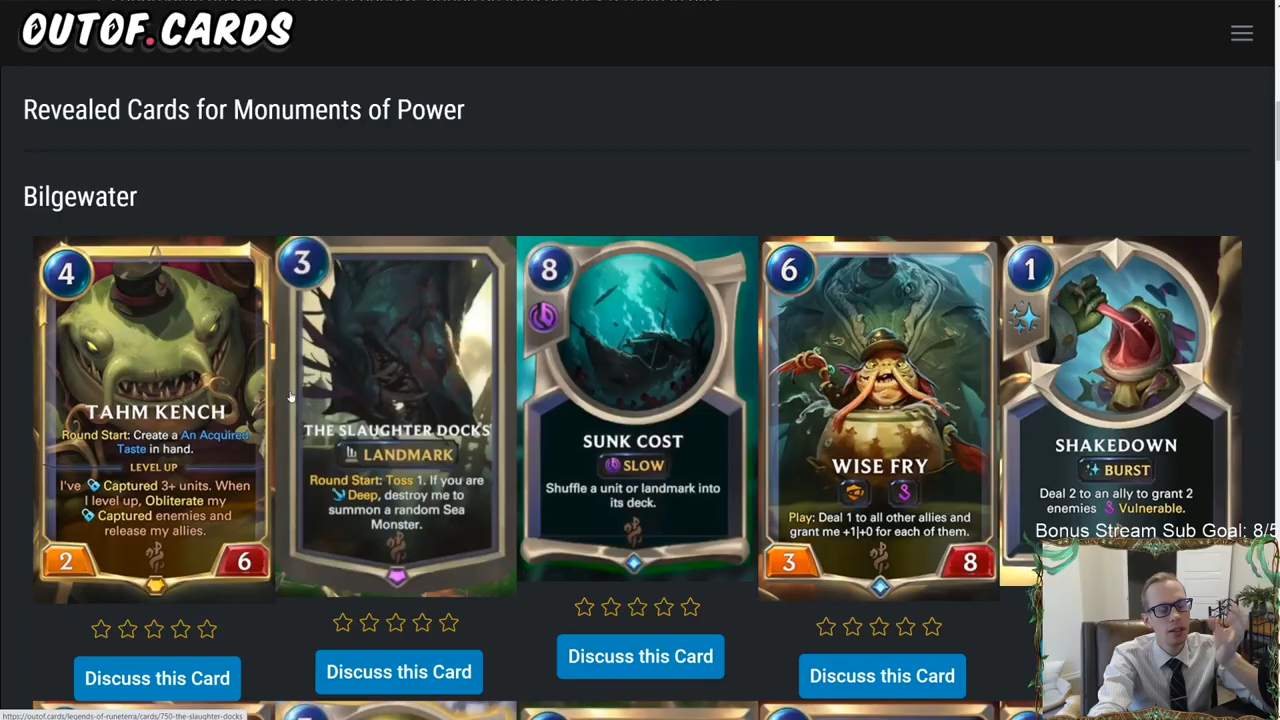 OUTOF.CARDS
Revealed Cards for Monuments of Power
Bilgewater
4
TAHM KENCH
Round Start: Create a An Acquired
Taste in hand.
LEVEL UP
I've Captured 3+ units. When
I level up, Obliterate my
Captured enemies and
release my allies.
2
6
Discuss this Card
3
THE SLAUGHTER DOCKS
LANDMARK
Round Start: Toss 1. If you are
Deep, destroy me to
summon a random Sea
Monster.
Discuss this Card
8
SUNK COST
SLOW
Shuffle a unit or landmark into
its deck.
Discuss this Card
6
WISE FRY
Play: Deal 1 to all other allies and
grant me +1|+0 for each of them.
3
8
Discuss this Card
1
SHAKEDOWN
BURST
Deal 2 to an ally to grant 2
enemies Vulnerable.
Bonus Stream Sub Goal: 8/5
https://outof.cards/legends-of-runeterra/cards/750-the-slaughter-docks